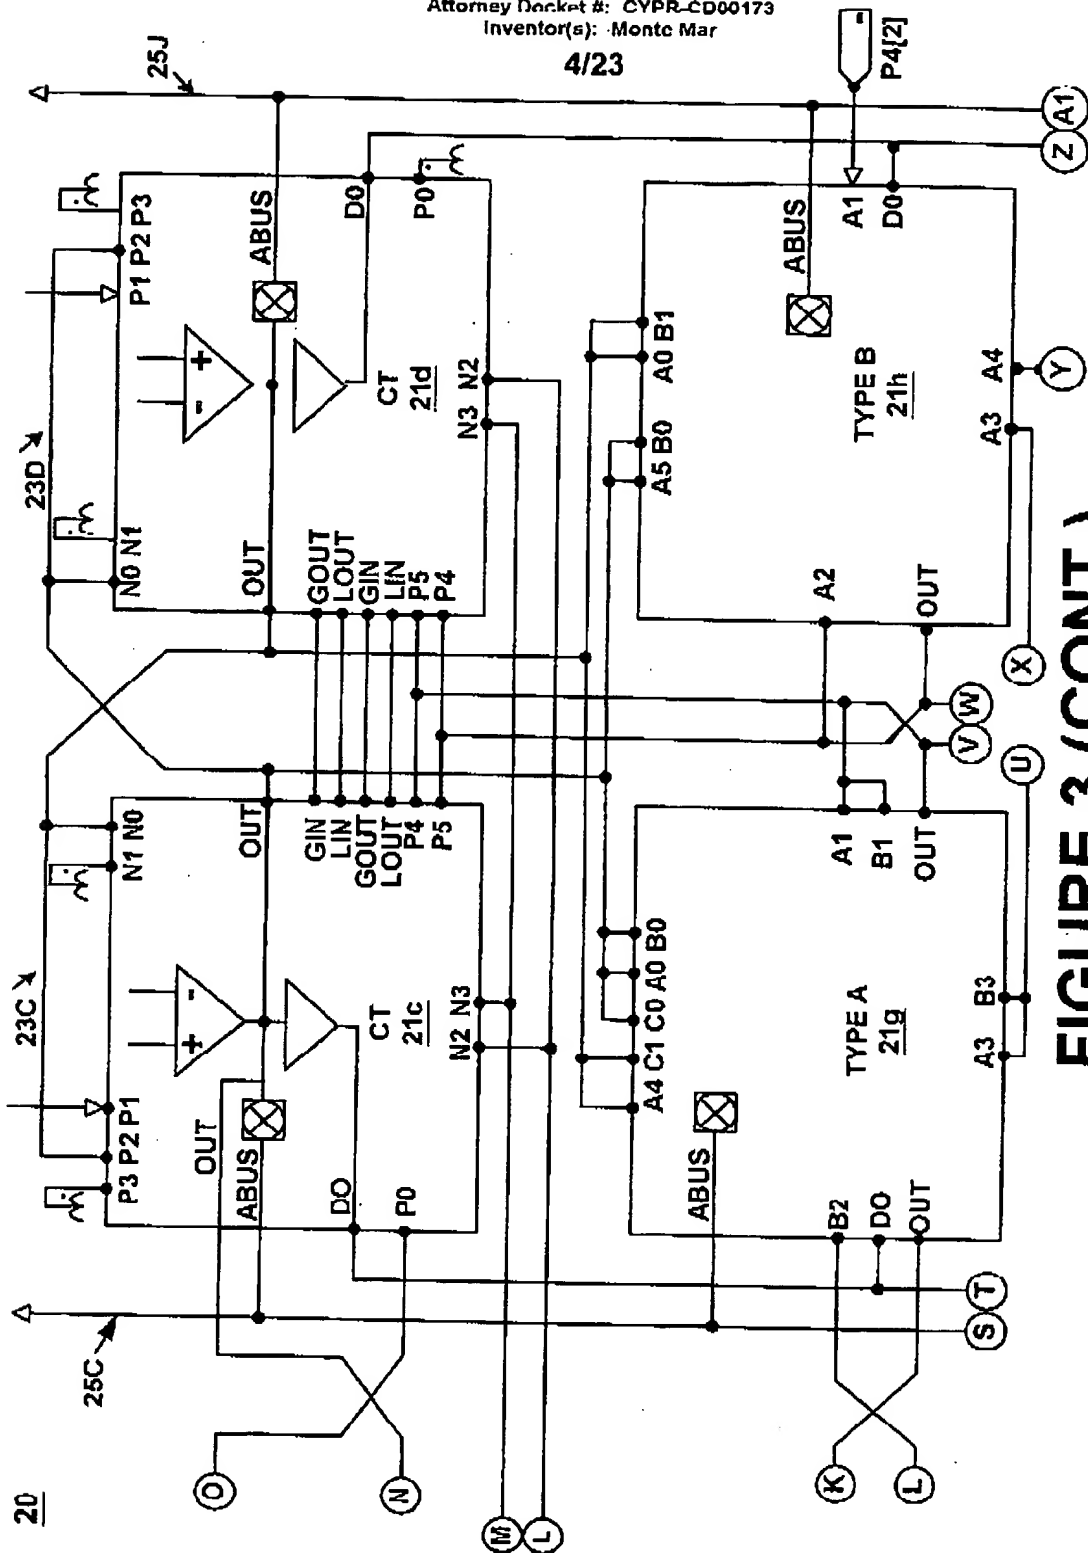 Attorney Docket #: CYPR-CD00173
Inventor(s): Monte Mar
4/23
20
25C
25J
23C
23D
P3 P2 P1
N1 N0
N0 N1
P1 P2 P3
OUT
ABUS
DO
P0
OUT
GIN
LIN
GOUT
LOUT
P4
P5
CT
21c
N2 N3
OUT
GOUT
LOUT
GIN
LIN
P5
P4
ABUS
D0
P0
CT
21d
N3 N2
O
N
M
L
ABUS
A4 C1 C0 A0 B0
A1
B1
OUT
TYPE A
21g
B2
DO
OUT
A3 B3
K
L
S
T
U
V
W
A5 B0 A0 B1
A2
OUT
ABUS
A1
D0
P4[2]
TYPE B
21h
A3 A4
X
Y
Z
A1
FIGURE 3 (CONT.)